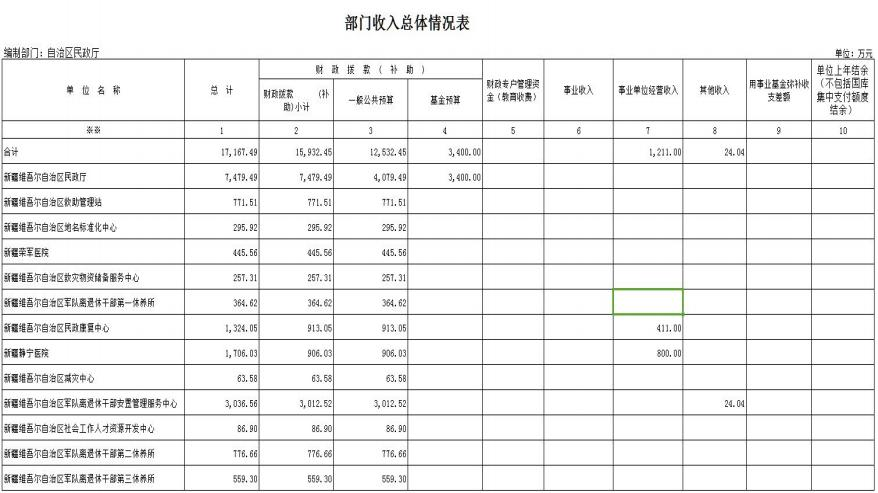 部门收入总体情况表
编制部门：自治区民政厅 单位：万元
单 位 名 称 总 计 财 政 拨 款 ( 补 助 ) 财政专户管理资金（教育收费） 事业收入 事业单位经营收入 其他收入 用事业基金弥补收支差额 单位上年结余（不包括国库集中支付额度结余）
财政拨款 (补助)小计 一般公共预算 基金预算
※※ 1 2 3 4 5 6 7 8 9 10
合计 17,167.49 15,932.45 12,532.45 3,400.00 1,211.00 24.04
新疆维吾尔自治区民政厅 7,479.49 7,479.49 4,079.49 3,400.00
新疆维吾尔自治区救助管理站 771.51 771.51 771.51
新疆维吾尔自治区地名标准化中心 295.92 295.92 295.92
新疆荣军医院 445.56 445.56 445.56
新疆维吾尔自治区救灾物资储备服务中心 257.31 257.31 257.31
新疆维吾尔自治区军队离退休干部第一休养所 364.62 364.62 364.62
新疆维吾尔自治区民政康复中心 1,324.05 913.05 913.05 411.00
新疆静宁医院 1,706.03 906.03 906.03 800.00
新疆维吾尔自治区减灾中心 63.58 63.58 63.58
新疆维吾尔自治区军队离退休干部安置管理服务中心 3,036.56 3,012.52 3,012.52 24.04
新疆维吾尔自治区社会工作人才资源开发中心 86.90 86.90 86.90
新疆维吾尔自治区军队离退休干部第二休养所 776.66 776.66 776.66
新疆维吾尔自治区军队离退休干部第三休养所 559.30 559.30 559.30